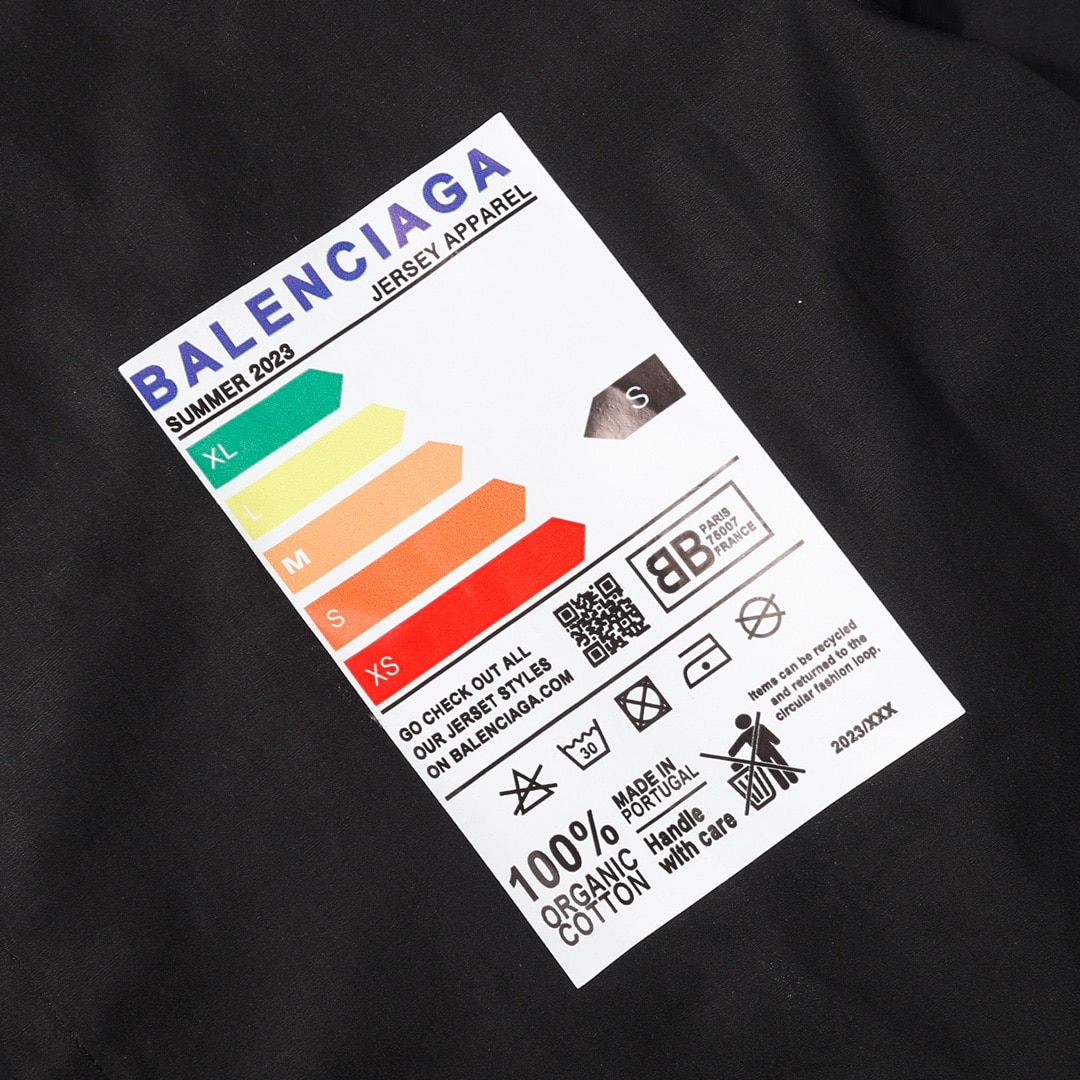 BALENCIAGA
JERSEY APPAREL
SUMMER 2023
XL
L
M
S
XS
S
GO CHECK OUT ALL
OUR JERSET STYLES
ON BALENCIAGA.COM
BB
PARIS
75007
FRANCE
30
Items can be recycled
and returned to the
circular fashion loop.
2023/XXX
MADE IN
PORTUGAL
Handle
with care
100%
ORGANIC
COTTON